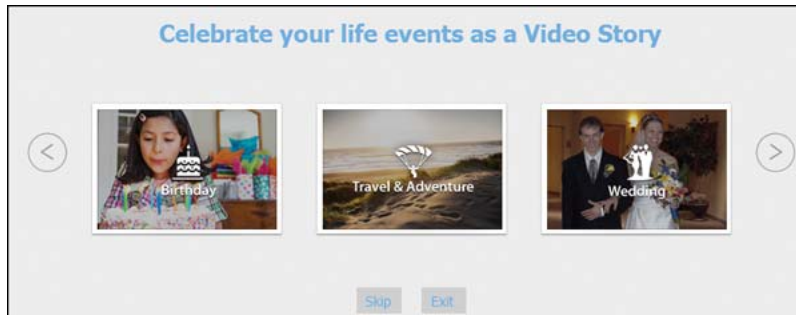 Celebrate your life events as a Video Story
Birthday
Travel & Adventure
Wedding
Skip
Exit